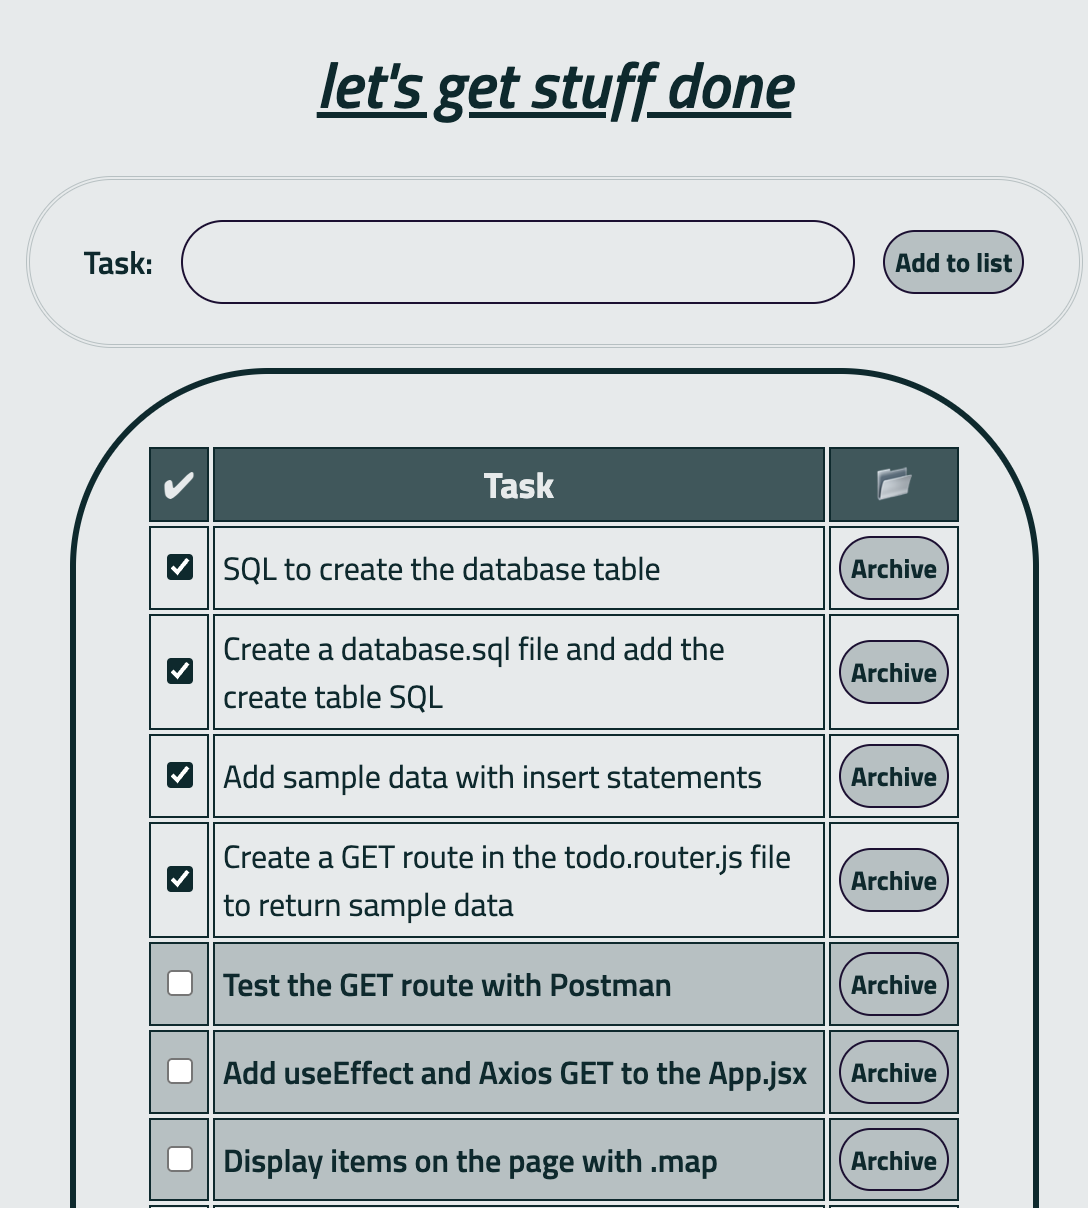 let's get stuff done
Task:
Add to list
✔ Task
SQL to create the database table
Archive
Create a database.sql file and add the
create table SQL
Archive
Add sample data with insert statements
Archive
Create a GET route in the todo.router.js file
to return sample data
Archive
Test the GET route with Postman
Archive
Add useEffect and Axios GET to the App.jsx
Archive
Display items on the page with .map
Archive